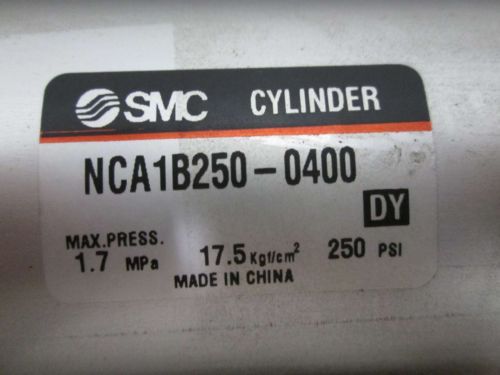 SMC CYLINDER
NCA1B250-0400
DY
MAX.PRESS.
1.7 MPa 17.5 Kgf/cm² 250 PSI
MADE IN CHINA